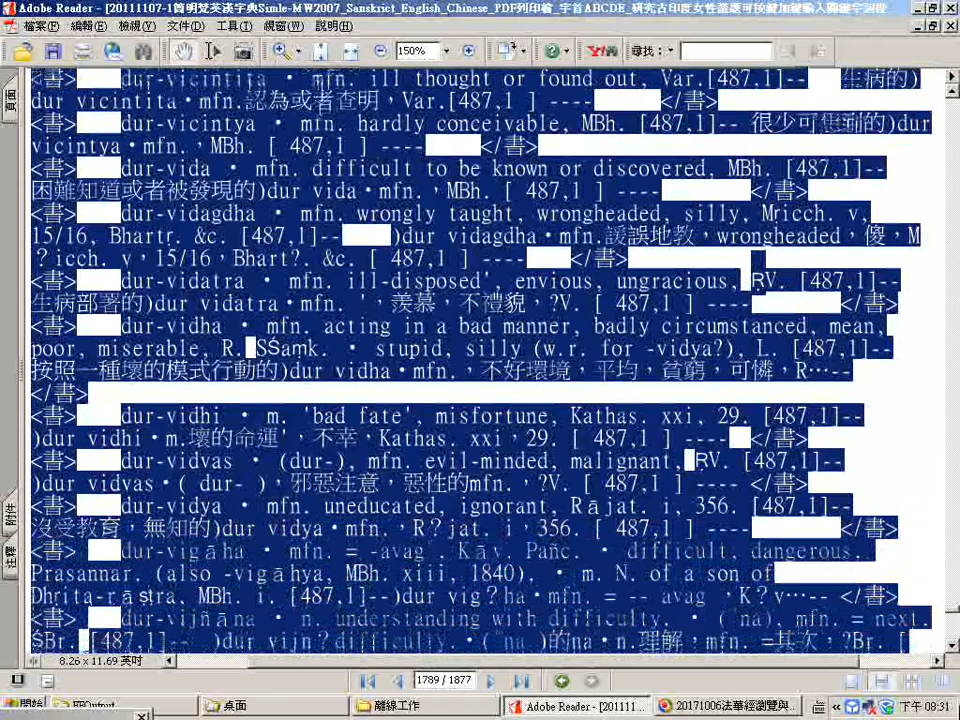 Adobe Reader - [20111107-1簡明梵英漢字典Simle-MW2007_Sanskrict_English_Chinese_PDF列印檔_字首ABCDE_研究古印度女性議題可按
檔案(F) 編輯(E) 檢視(V) 文件(D) 工具(T) 視窗(W) 說明(H)
150% 尋找：
頁面
<書> dur-vicintita ‧ mfn. ill thought or found out, Var.[487,1]-- 生病的)
dur vicintita‧mfn.認為或者查明，Var.[487,1 ] ---- </書>
<書> dur-vicintya ‧ mfn. hardly conceivable, MBh. [487,1]-- 很少可想到的)dur
vicintya‧mfn.，MBh. [ 487,1 ] ---- </書>
<書> dur-vida ‧ mfn. difficult to be known or discovered, MBh. [487,1]--
困難知道或者被發現的)dur vida‧mfn.，MBh. [ 487,1 ] ---- </書>
<書> dur-vidagdha ‧ mfn. wrongly taught, wrongheaded, silly, Mṛicch. v,
15/16, Bhartṛ. &c. [487,1]-- )dur vidagdha‧mfn.謬誤地教，wrongheaded，傻，M
？icch. v，15/16，Bhart?. &c. [ 487,1 ] ---- </書>
<書> dur-vidatra ‧ mfn. ill-disposed', envious, ungracious, RV. [487,1]--
生病部署的)dur vidatra‧mfn. '，羨慕，不禮貌，?V. [ 487,1 ] ---- </書>
<書> dur-vidha ‧ mfn. acting in a bad manner, badly circumstanced, mean,
poor, miserable, R. SŚaṃk. ‧ stupid, silly (w.r. for -vidya?), L. [487,1]--
按照一種壞的模式行動的)dur vidha‧mfn.，不好環境，平均，貧窮，可憐，R…--
</書>
<書> dur-vidhi ‧ m. 'bad fate', misfortune, Kathas. xxi, 29. [487,1]--
)dur vidhi‧m.壞的命運'，不幸，Kathas. xxi，29. [ 487,1 ] ---- </書>
<書> dur-vidvas ‧ (dur-), mfn. evil-minded, malignant, RV. [487,1]--
)dur vidvas‧( dur- )，邪惡注意，惡性的mfn.，?V. [ 487,1 ] ---- </書>
<書> dur-vidya ‧ mfn. uneducated, ignorant, Rājat. i, 356. [487,1]--
沒受教育，無知的)dur vidya‧mfn.，R？jat. i，356. [ 487,1 ] ---- </書>
<書> dur-vigāha ‧ mfn. = -avag Kāv. Pañc. ‧ difficult, dangerous.
Prasannar. (also -vigāhya, MBh. xiii, 1840). ‧ m. N. of a son of
Dhrita-rāṣtra, MBh. i. [487,1]--)dur vig？ha‧mfn. = -- avag ，K？v…-- </書>
<書> dur-vijñāna ‧ n. understanding with difficulty. ‧ (ˊna), mfn. = next.
ŚBr. [487,1]-- )dur vijn？difficulty. ‧(ˊna )的na‧n.理解，mfn. =其次，?Br. [
附件
註釋
8.26 x 11.69 英吋
1789 / 1877
開始 桌面 離線工作 Adobe Reader - [201111... 20171006法華經瀏覽與... 下午 08:31